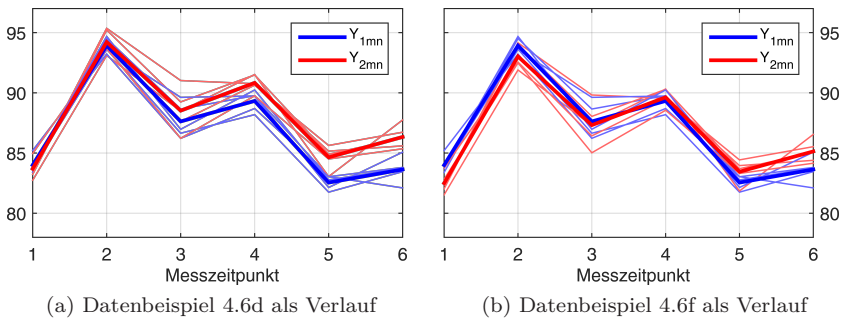 95
90
85
80
1 2 3 4 5 6
Messzeitpunkt
Y1mn
Y2mn
(a) Datenbeispiel 4.6d als Verlauf
95
90
85
80
1 2 3 4 5 6
Messzeitpunkt
Y1mn
Y2mn
(b) Datenbeispiel 4.6f als Verlauf